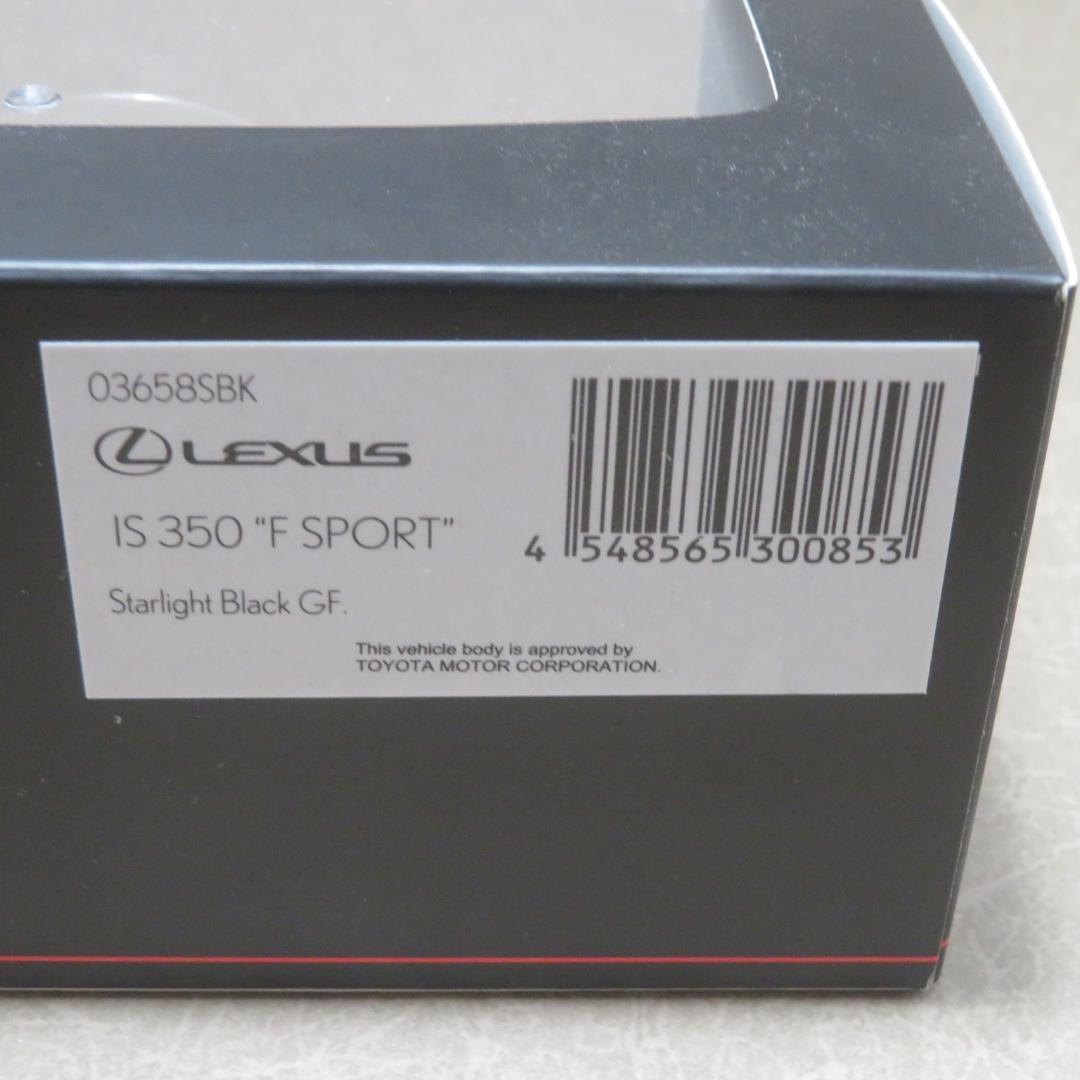 03658SBK
LEXUS
IS 350 “F SPORT”
4 548565 300853
Starlight Black GF.
This vehicle body is approved by
TOYOTA MOTOR CORPORATION.